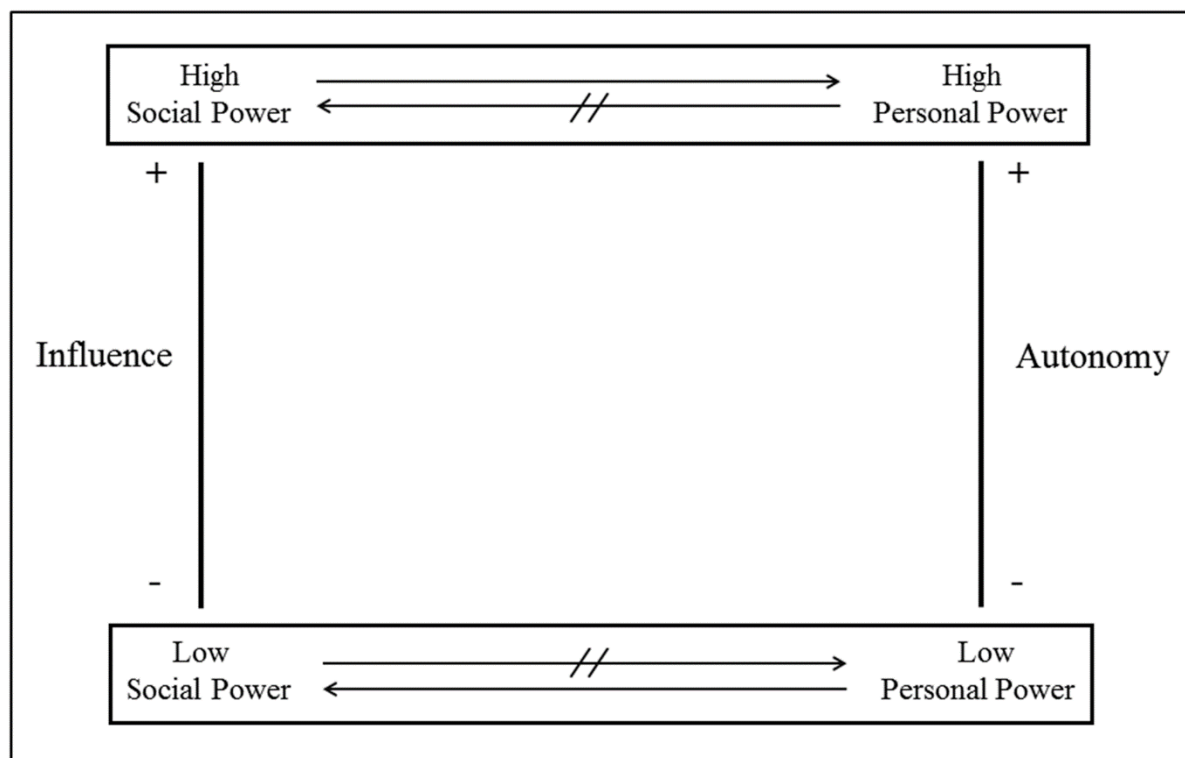 High
Social Power
High
Personal Power
+
+
Influence
Autonomy
-
-
Low
Social Power
Low
Personal Power